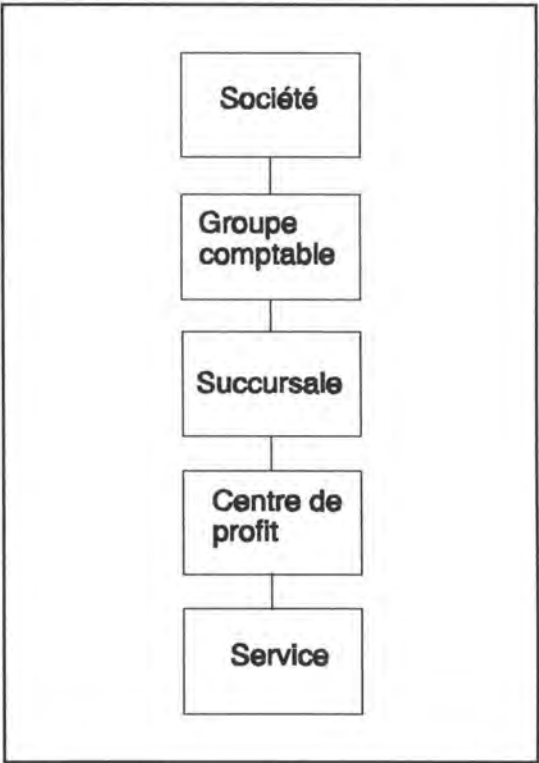 Société
Groupe
comptable
Succursale
Centre de
profit
Service